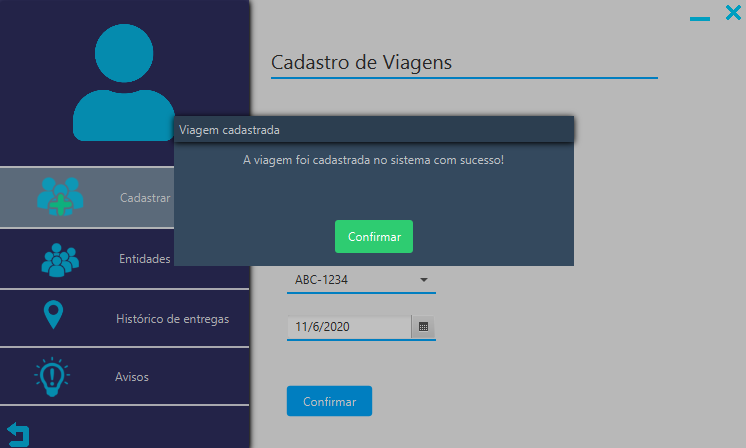 Cadastro de Viagens
Viagem cadastrada
A viagem foi cadastrada no sistema com sucesso!
Confirmar
Cadastrar
Entidades
Histórico de entregas
Avisos
ABC-1234
11/6/2020
Confirmar